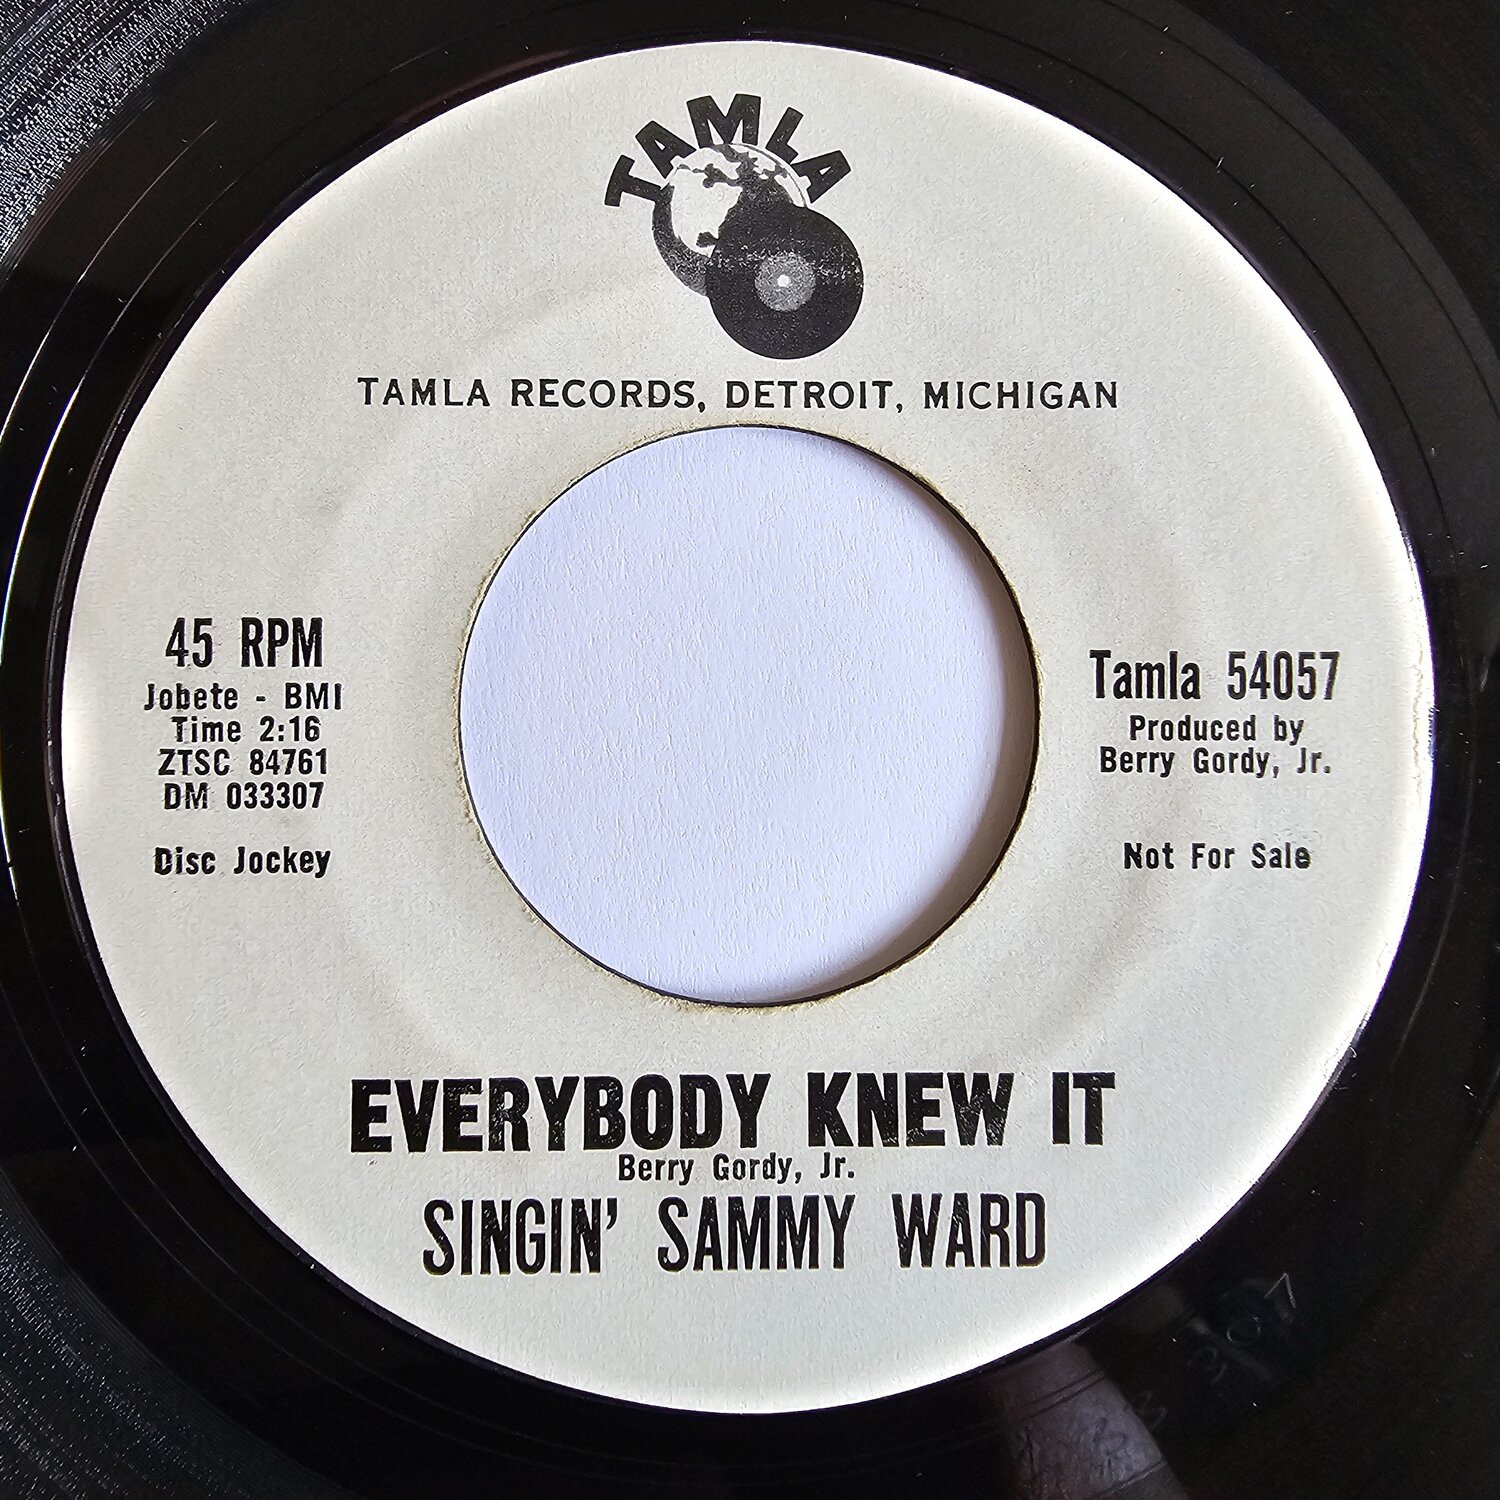 TAMLA
TAMLA RECORDS, DETROIT, MICHIGAN
45 RPM
Jobete - BMI
Time 2:16
ZTSC 84761
DM 033307
Disc Jockey
Tamla 54057
Produced by
Berry Gordy, Jr.
Not For Sale
EVERYBODY KNEW IT
Berry Gordy, Jr.
SINGIN' SAMMY WARD